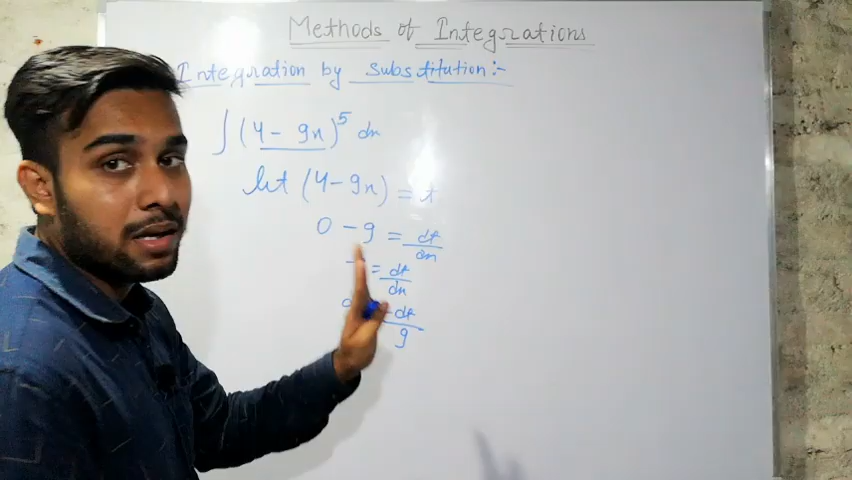 Methods of Integrations
Integration by Substitution:-
∫(4 - 9x)⁵ dx
let (4 - 9x) = t
0 - 9 = dt/dx
= dt/dx
-dt/9